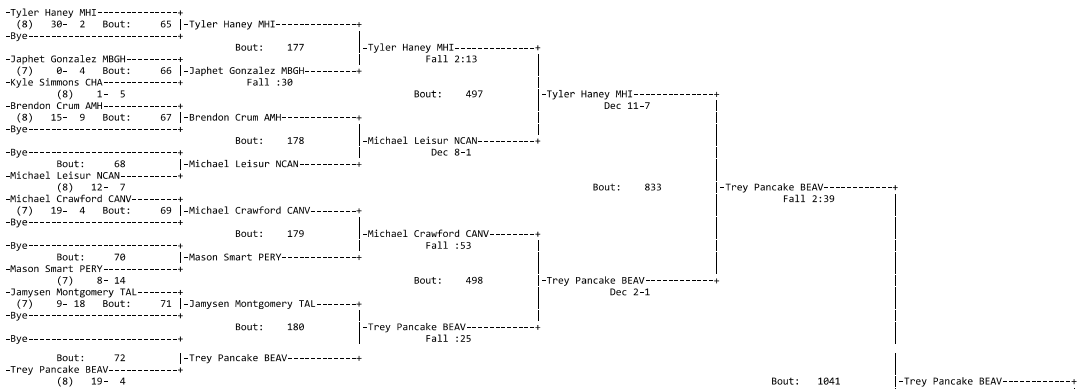 -Tyler Haney MHI--------------+
(8) 30- 2 Bout: 65 |-Tyler Haney MHI--------------+
-Bye--------------------------+
Bout: 177 |-Tyler Haney MHI--------------+
-Japhet Gonzalez MBGH---------+ Fall 2:13
(7) 0- 4 Bout: 66 |-Japhet Gonzalez MBGH---------+
-Kyle Simmons CHA-------------+ Fall :30
(8) 1- 5 Bout: 497 |-Tyler Haney MHI--------------+
-Brendon Crum AMH-------------+ Dec 11-7
(8) 15- 9 Bout: 67 |-Brendon Crum AMH-------------+
-Bye--------------------------+
Bout: 178 |-Michael Leisur NCAN----------+
-Bye--------------------------+ Dec 8-1
Bout: 68 |-Michael Leisur NCAN----------+
-Michael Leisur NCAN----------+
(8) 12- 7 Bout: 833 |-Trey Pancake BEAV------------+
-Michael Crawford CANV--------+ Fall 2:39
(7) 19- 4 Bout: 69 |-Michael Crawford CANV--------+
-Bye--------------------------+
Bout: 179 |-Michael Crawford CANV--------+
-Bye--------------------------+ Fall :53
Bout: 70 |-Mason Smart PERY-------------+
-Mason Smart PERY-------------+
(7) 8- 14 Bout: 498 |-Trey Pancake BEAV------------+
-Jamysen Montgomery TAL-------+ Dec 2-1
(7) 9- 18 Bout: 71 |-Jamysen Montgomery TAL-------+
-Bye--------------------------+
Bout: 180 |-Trey Pancake BEAV------------+
-Bye--------------------------+ Fall :25
Bout: 72 |-Trey Pancake BEAV------------+
-Trey Pancake BEAV------------+
(8) 19- 4 Bout: 1041 |-Trey Pancake BEAV------------+